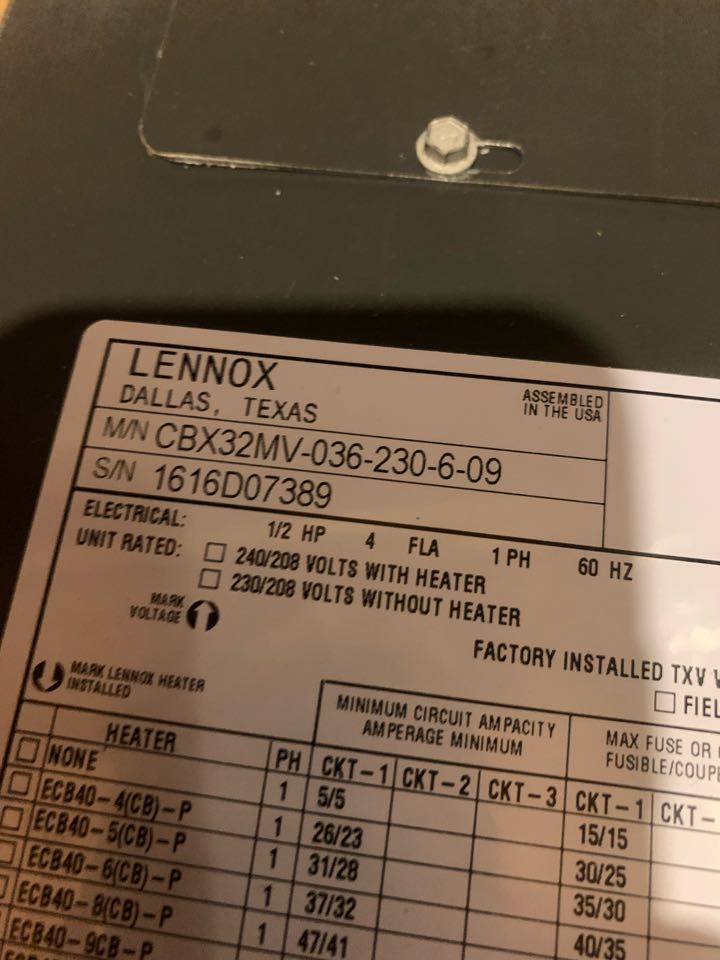 LENNOX
DALLAS, TEXAS
ASSEMBLED
IN THE USA
M/N CBX32MV-036-230-6-09
S/N 1616D07389
ELECTRICAL: 1/2 HP 4 FLA 1 PH 60 HZ
UNIT RATED: 240/208 VOLTS WITH HEATER
230/208 VOLTS WITHOUT HEATER
MARK
VOLTAGE
FACTORY INSTALLED TXV
MARK LENNOX HEATER
INSTALLED
MINIMUM CIRCUIT AMPACITY
AMPERAGE MINIMUM
MAX FUSE OR
FUSIBLE/COUPE
HEATER PH CKT-1 CKT-2 CKT-3 CKT-1 CKT-
NONE 1 5/5 15/15
ECB40-4(CB)-P 1 26/23 30/25
ECB40-5(CB)-P 1 31/28 35/30
ECB40-6(CB)-P 1 37/32 40/35
ECB40-8(CB)-P 1 47/41
ECB40-9CB-P